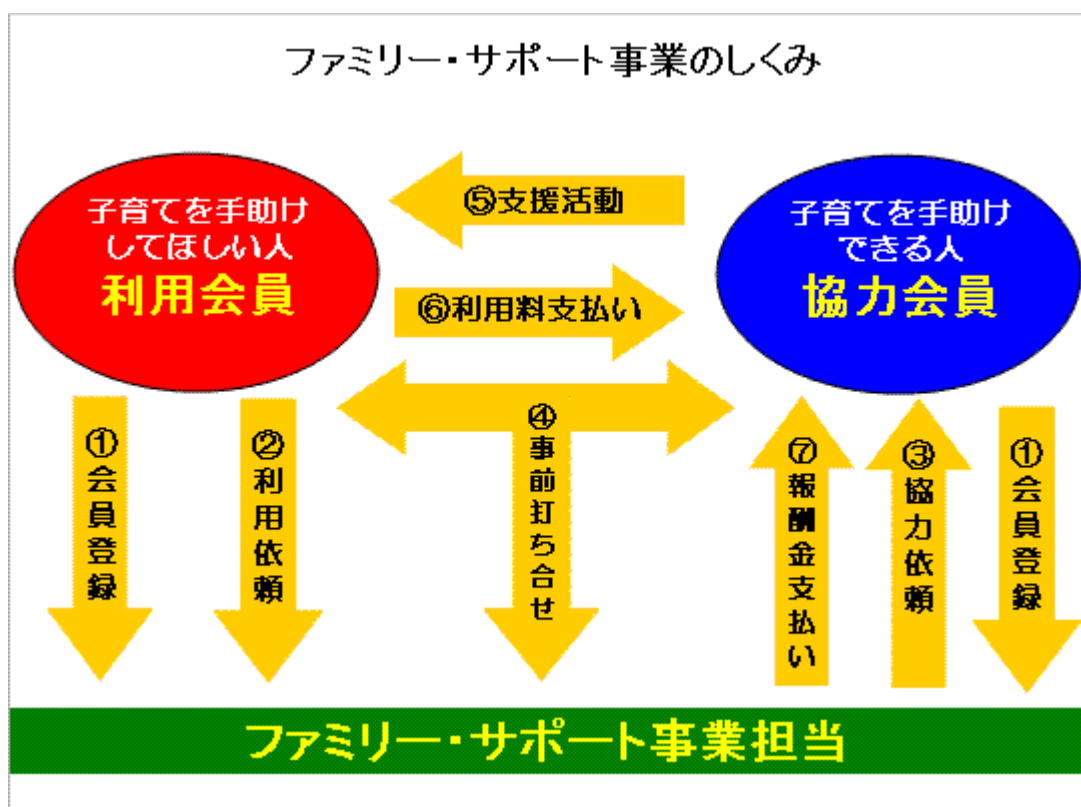 ファミリー・サポート事業のしくみ
子育てを手助け
してほしい人
利用会員
⑤支援活動
⑥利用料支払い
子育てを手助け
できる人
協力会員
①会員登録
②利用依頼
④事前打ち合せ
⑦報酬金支払い
③協力依頼
①会員登録
ファミリー・サポート事業担当